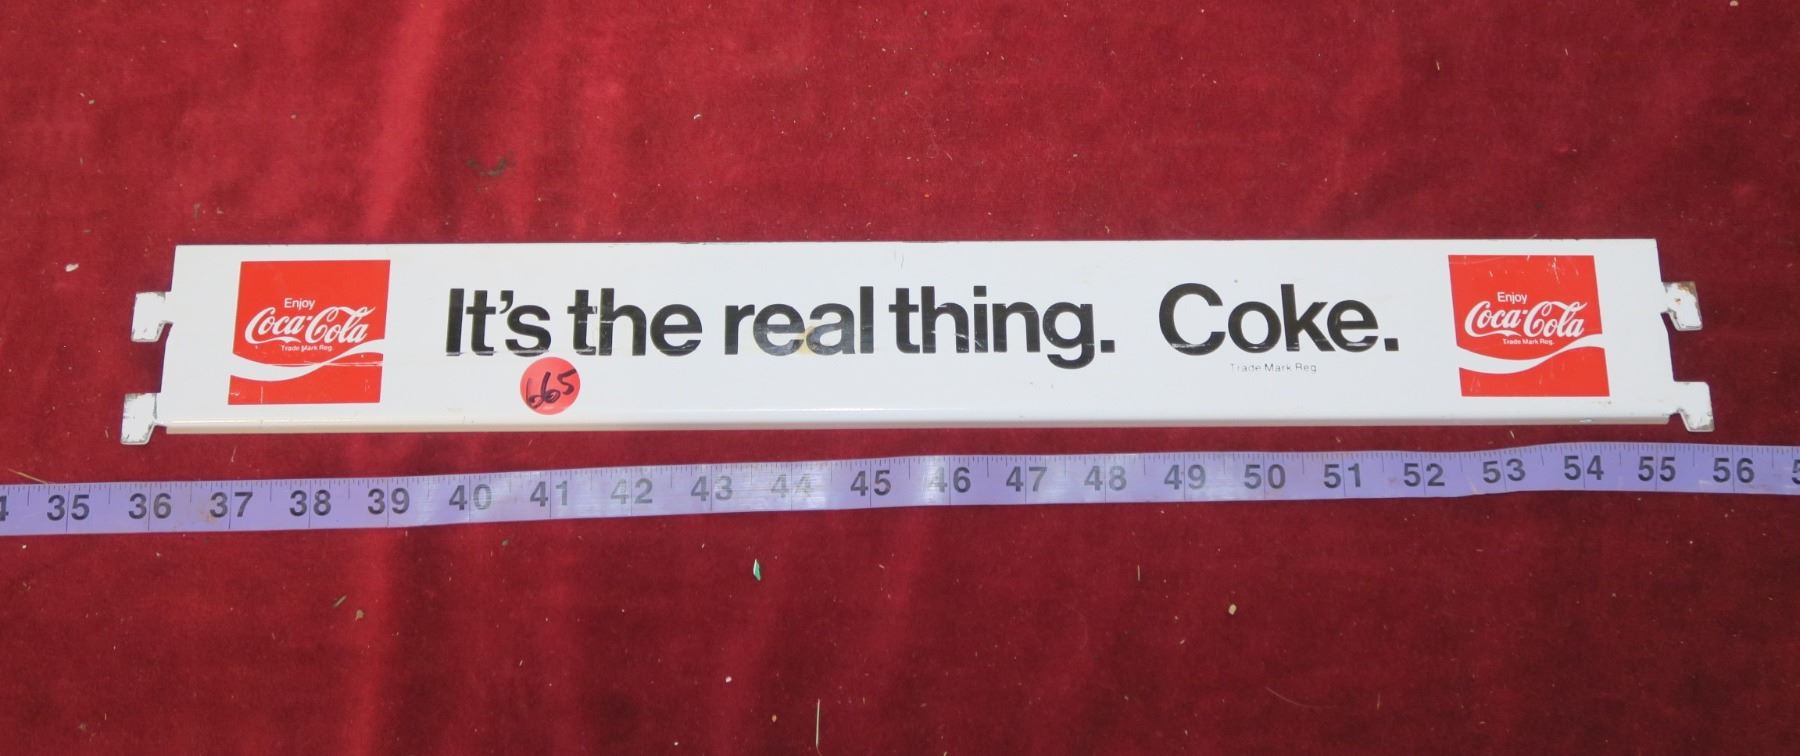 Enjoy
Coca-Cola
Trade Mark Reg.
It's the real thing. Coke.
Trade Mark Reg
665
Enjoy
Coca-Cola
Trade Mark Reg.
35 36 37 38 39 40 41 42 43 44 45 46 47 48 49 50 51 52 53 54 55 56